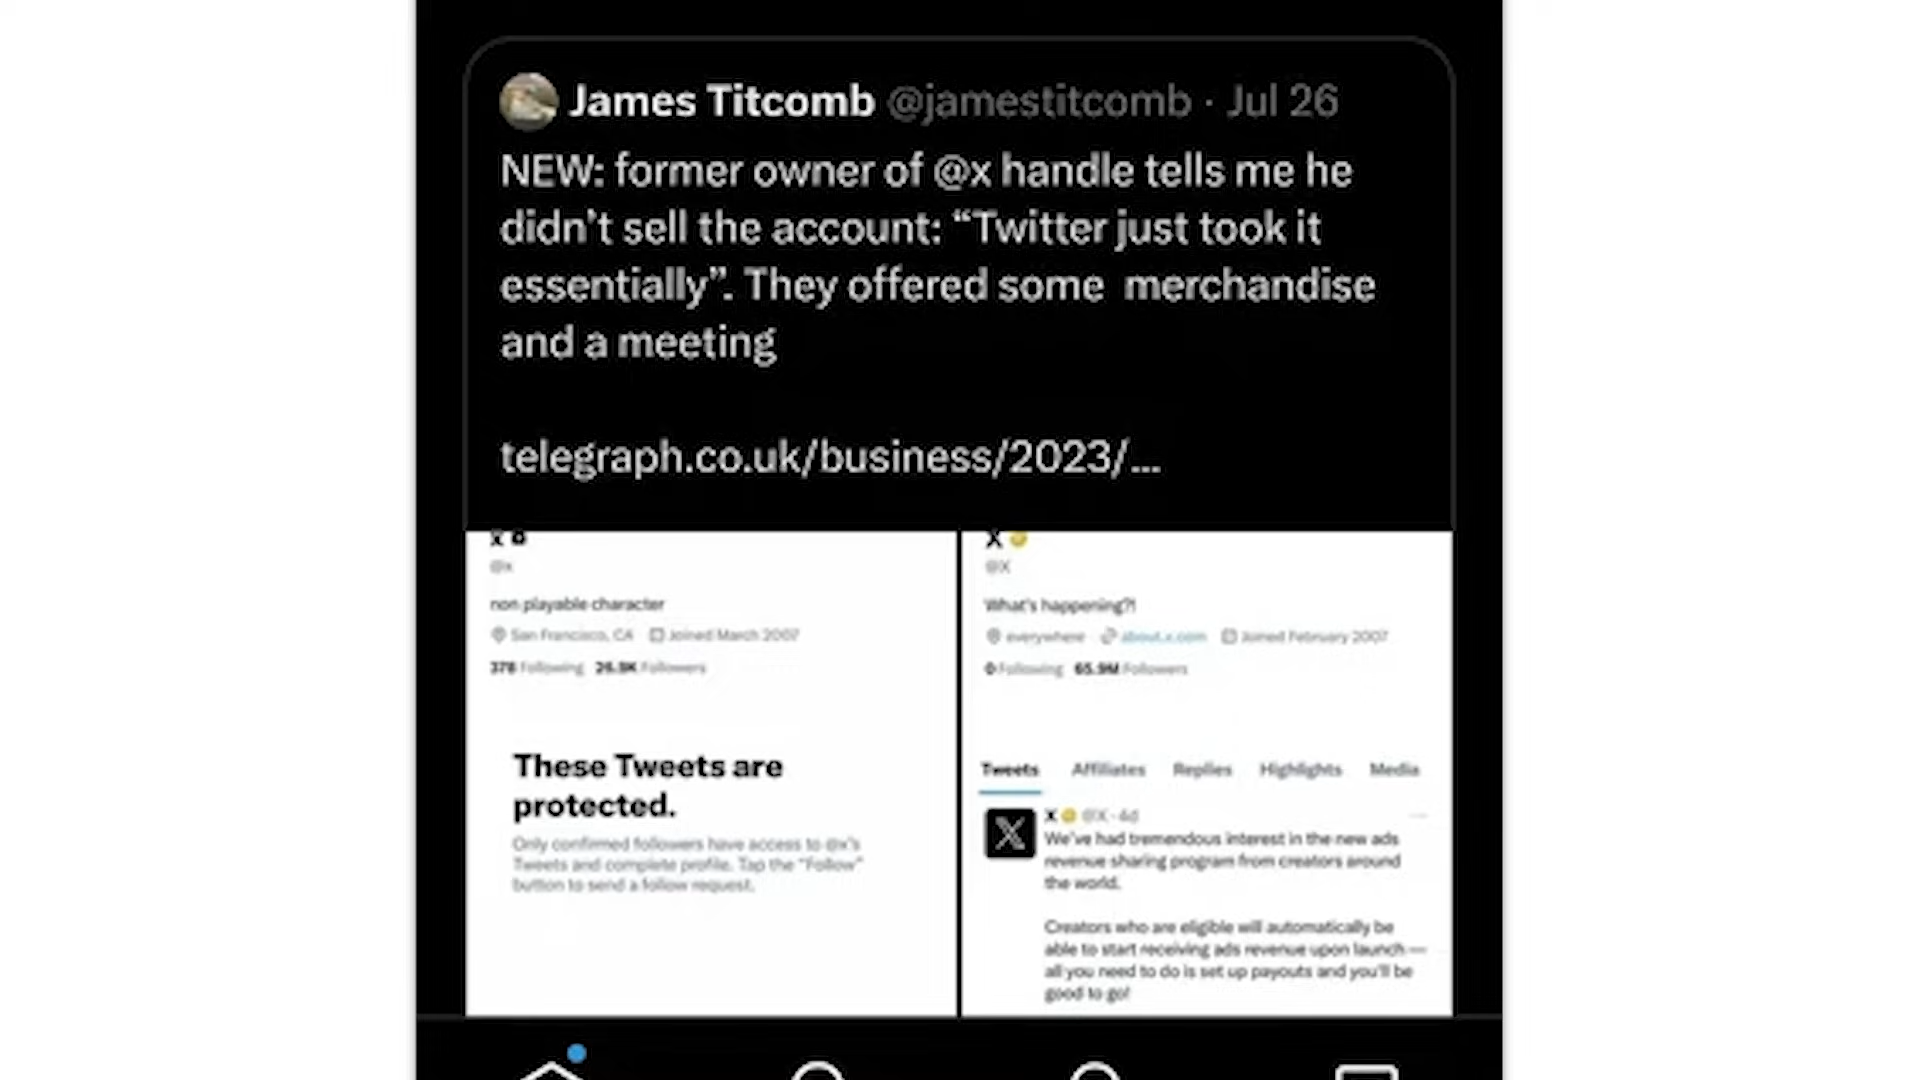 James Titcomb @jamestitcomb · Jul 26
NEW: former owner of @x handle tells me he
didn’t sell the account: “Twitter just took it
essentially”. They offered some  merchandise
and a meeting
telegraph.co.uk/business/2023/...
X
@x
non playable character
San Francisco, CA Joined March 2007
378 Following 26.9K Followers
These Tweets are
protected.
Only confirmed followers have access to @x's
Tweets and complete profile. Tap the “Follow”
button to send a follow request.
X
@X
What's happening?!
everywhere about.x.com Joined February 2007
0 Following 65.9M Followers
Tweets Affiliates Replies Highlights Media
X @X · 4d
We've had tremendous interest in the new ads
revenue sharing program from creators around
the world.
Creators who are eligible will automatically be
able to start receiving ads revenue upon launch —
all you need to do is set up payouts and you'll be
good to go!